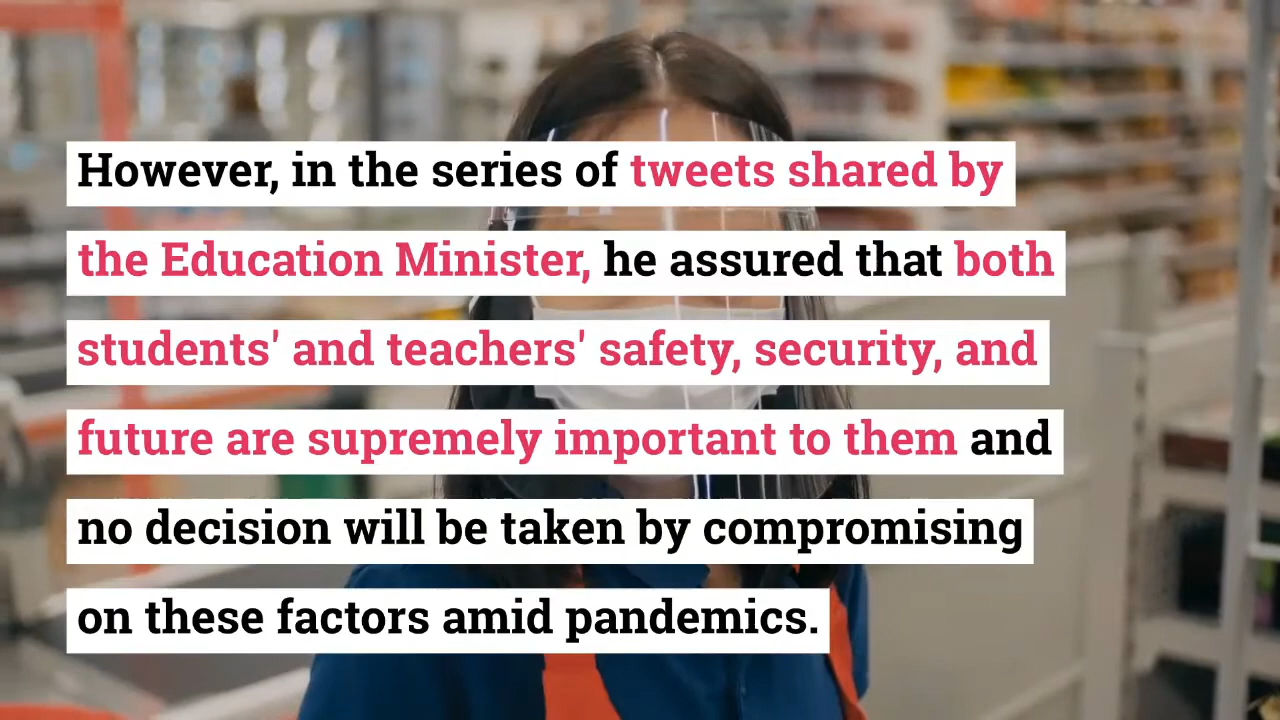 However, in the series of tweets shared by
the Education Minister, he assured that both
students' and teachers' safety, security, and
future are supremely important to them and
no decision will be taken by compromising
on these factors amid pandemics.